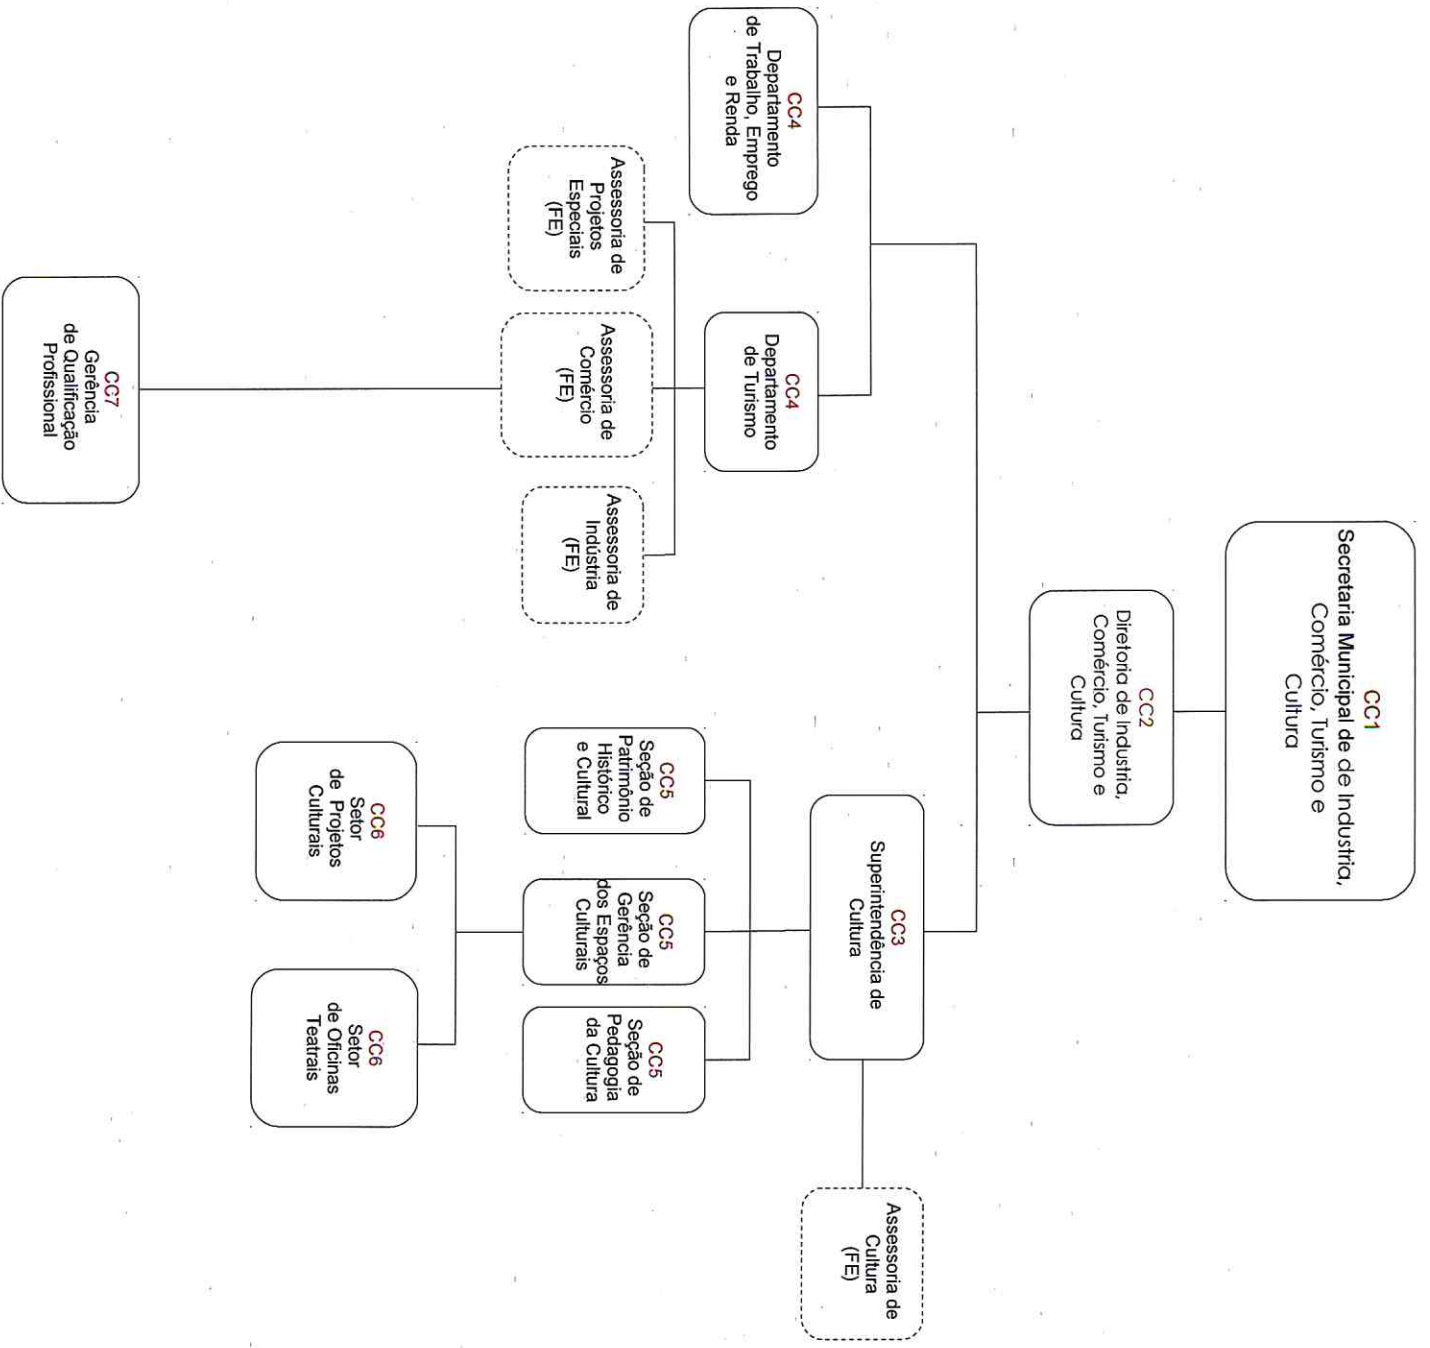 CC1
Secretaria Municipal de de Industria,
Comércio, Turismo e
Cultura
CC2
Diretoria de Industria,
Comércio, Turismo e
Cultura
CC4
Departamento
de Trabalho, Emprego
e Renda
CC4
Departamento
de Turismo
CC3
Superintendência de
Cultura
Assessoria de
Cultura
(FE)
Assessoria de
Projetos
Especiais
(FE)
Assessoria de
Comércio
(FE)
Assessoria de
Indústria
(FE)
CC5
Seção de
Patrimônio
Histórico
e Cultural
CC5
Seção de
Gerência
dos Espaços
Culturais
CC5
Seção de
Pedagogia
da Cultura
CC6
Setor
de Projetos
Culturais
CC6
Setor
de Oficinas
Teatrais
CC7
Gerência
de Qualificação
Profissional